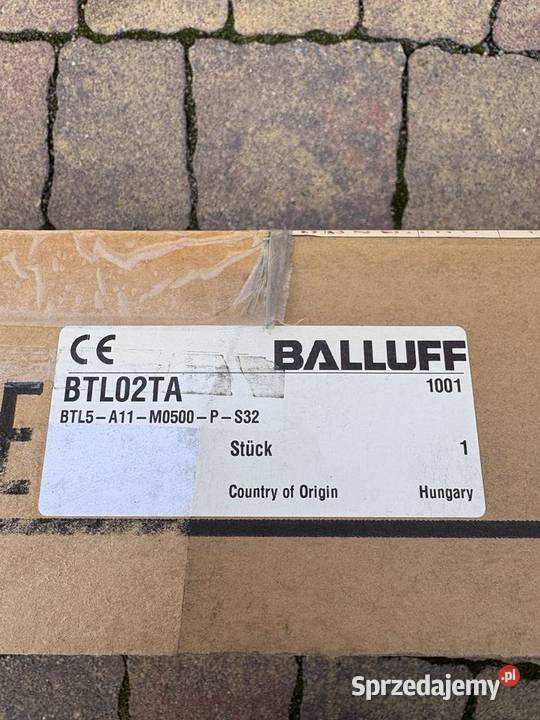 CE
BALLUFF
BTL02TA
1001
BTL5-A11-M0500-P-S32
Stück 1
Country of Origin Hungary
E
Sprzedajemy.pl